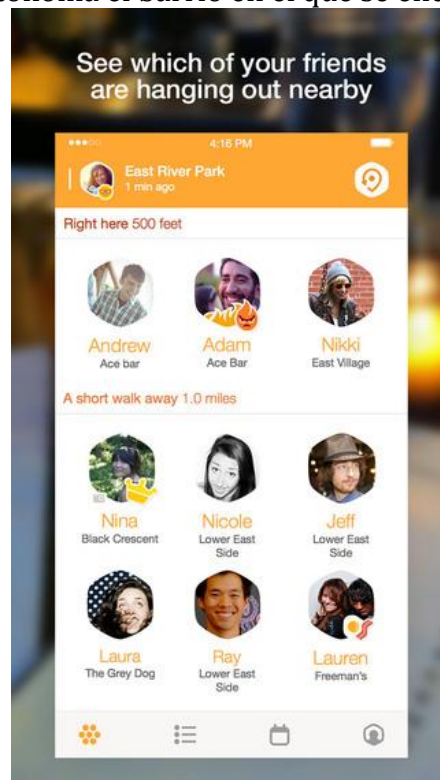 See which of your friends
are hanging out nearby
4:16 PM
East River Park
1 min ago
Right here 500 feet
Andrew
Adam
Nikki
Ace bar
Ace Bar
East Village
A short walk away 1.0 miles
Nina
Nicole
Jeff
Black Crescent
Lower East
Side
Lower East
Side
Laura
Ray
Lauren
The Grey Dog
Lower East
Side
Freeman's